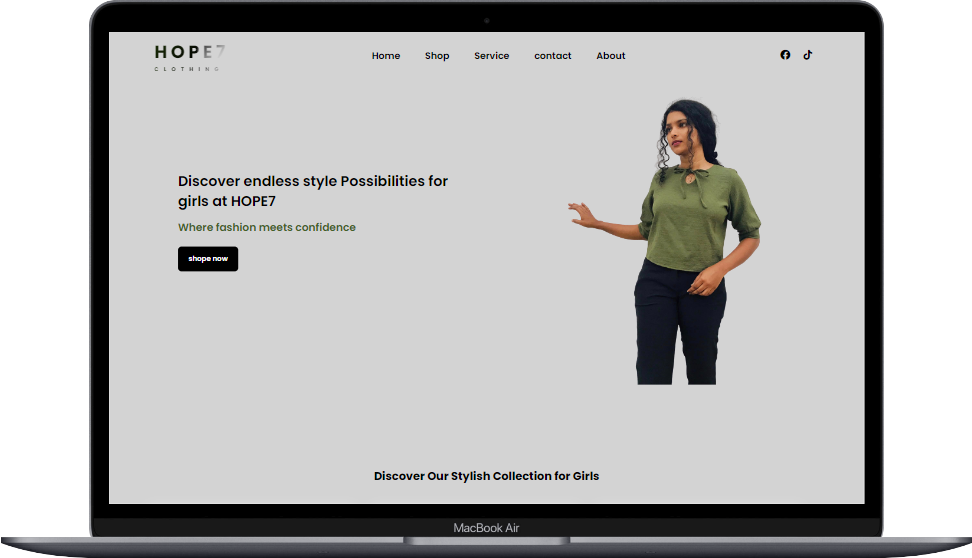 HOPE7
CLOTHING
Home Shop Service contact About
Discover endless style Possibilities for
girls at HOPE7
Where fashion meets confidence
shope now
Discover Our Stylish Collection for Girls
MacBook Air